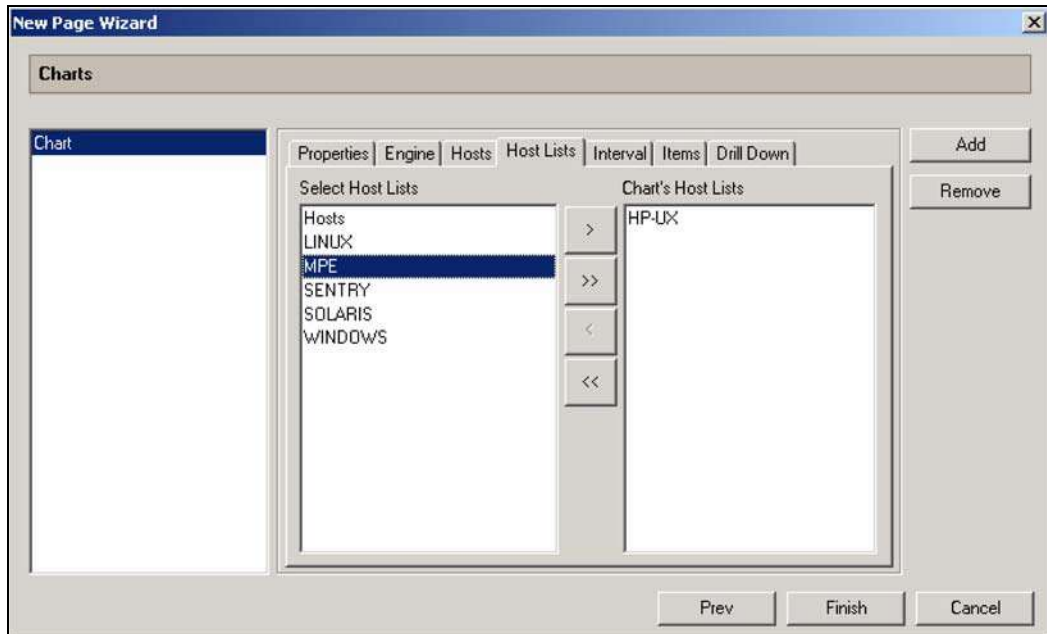 New Page Wizard
Charts
Chart
Properties Engine Hosts Host Lists Interval Items Drill Down
Select Host Lists
Hosts
LINUX
MPE
SENTRY
SOLARIS
WINDOWS
>
>>
<
<<
Chart's Host Lists
HP-UX
Add
Remove
Prev Finish Cancel